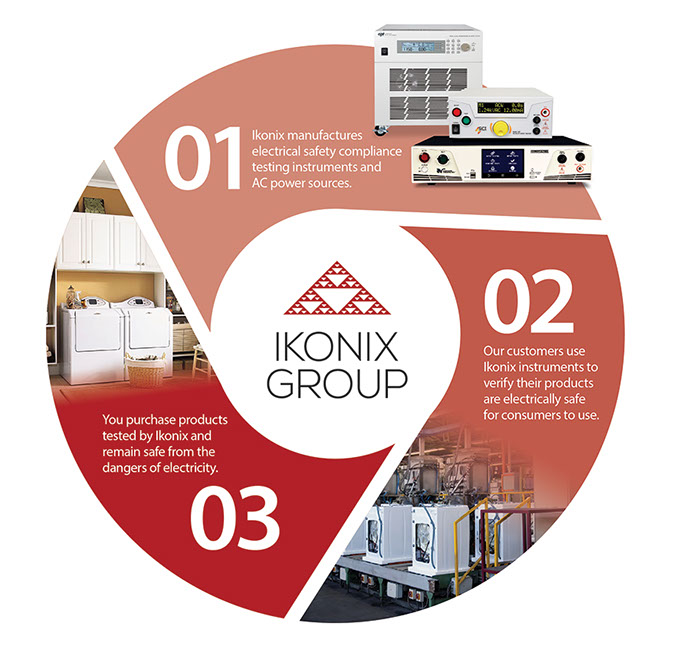 01
Ikonix manufactures
electrical safety compliance
testing instruments and
AC power sources.
02
Our customers use
Ikonix instruments to
verify their products
are electrically safe
for consumers to use.
03
You purchase products
tested by Ikonix and
remain safe from the
dangers of electricity.
IKONIX
GROUP